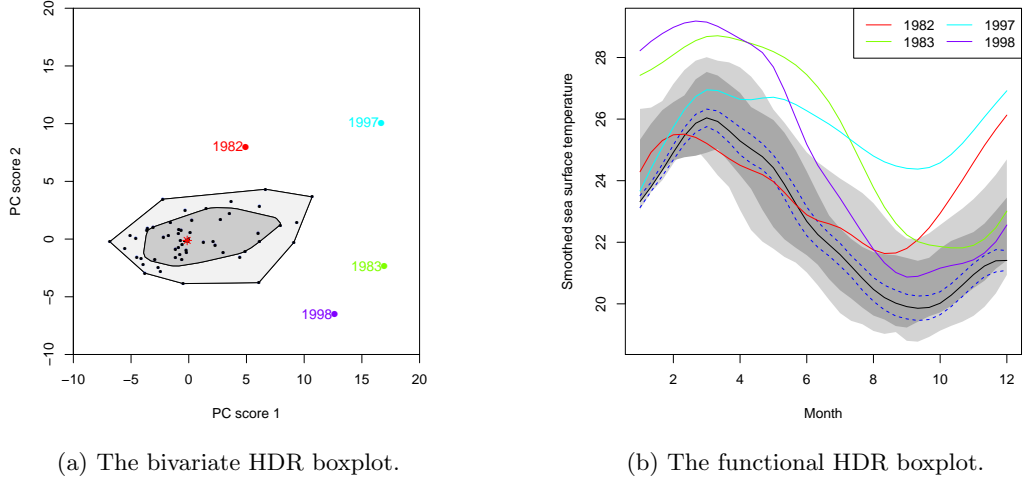 20
15
10
5
0
−5
−10
PC score 2
1997
1982
1983
1998
−10 −5 0 5 10 15 20
PC score 1
(a) The bivariate HDR boxplot.
1982 1997
1983 1998
28
26
24
22
20
Smoothed sea surface temperature
2 4 6 8 10 12
Month
(b) The functional HDR boxplot.